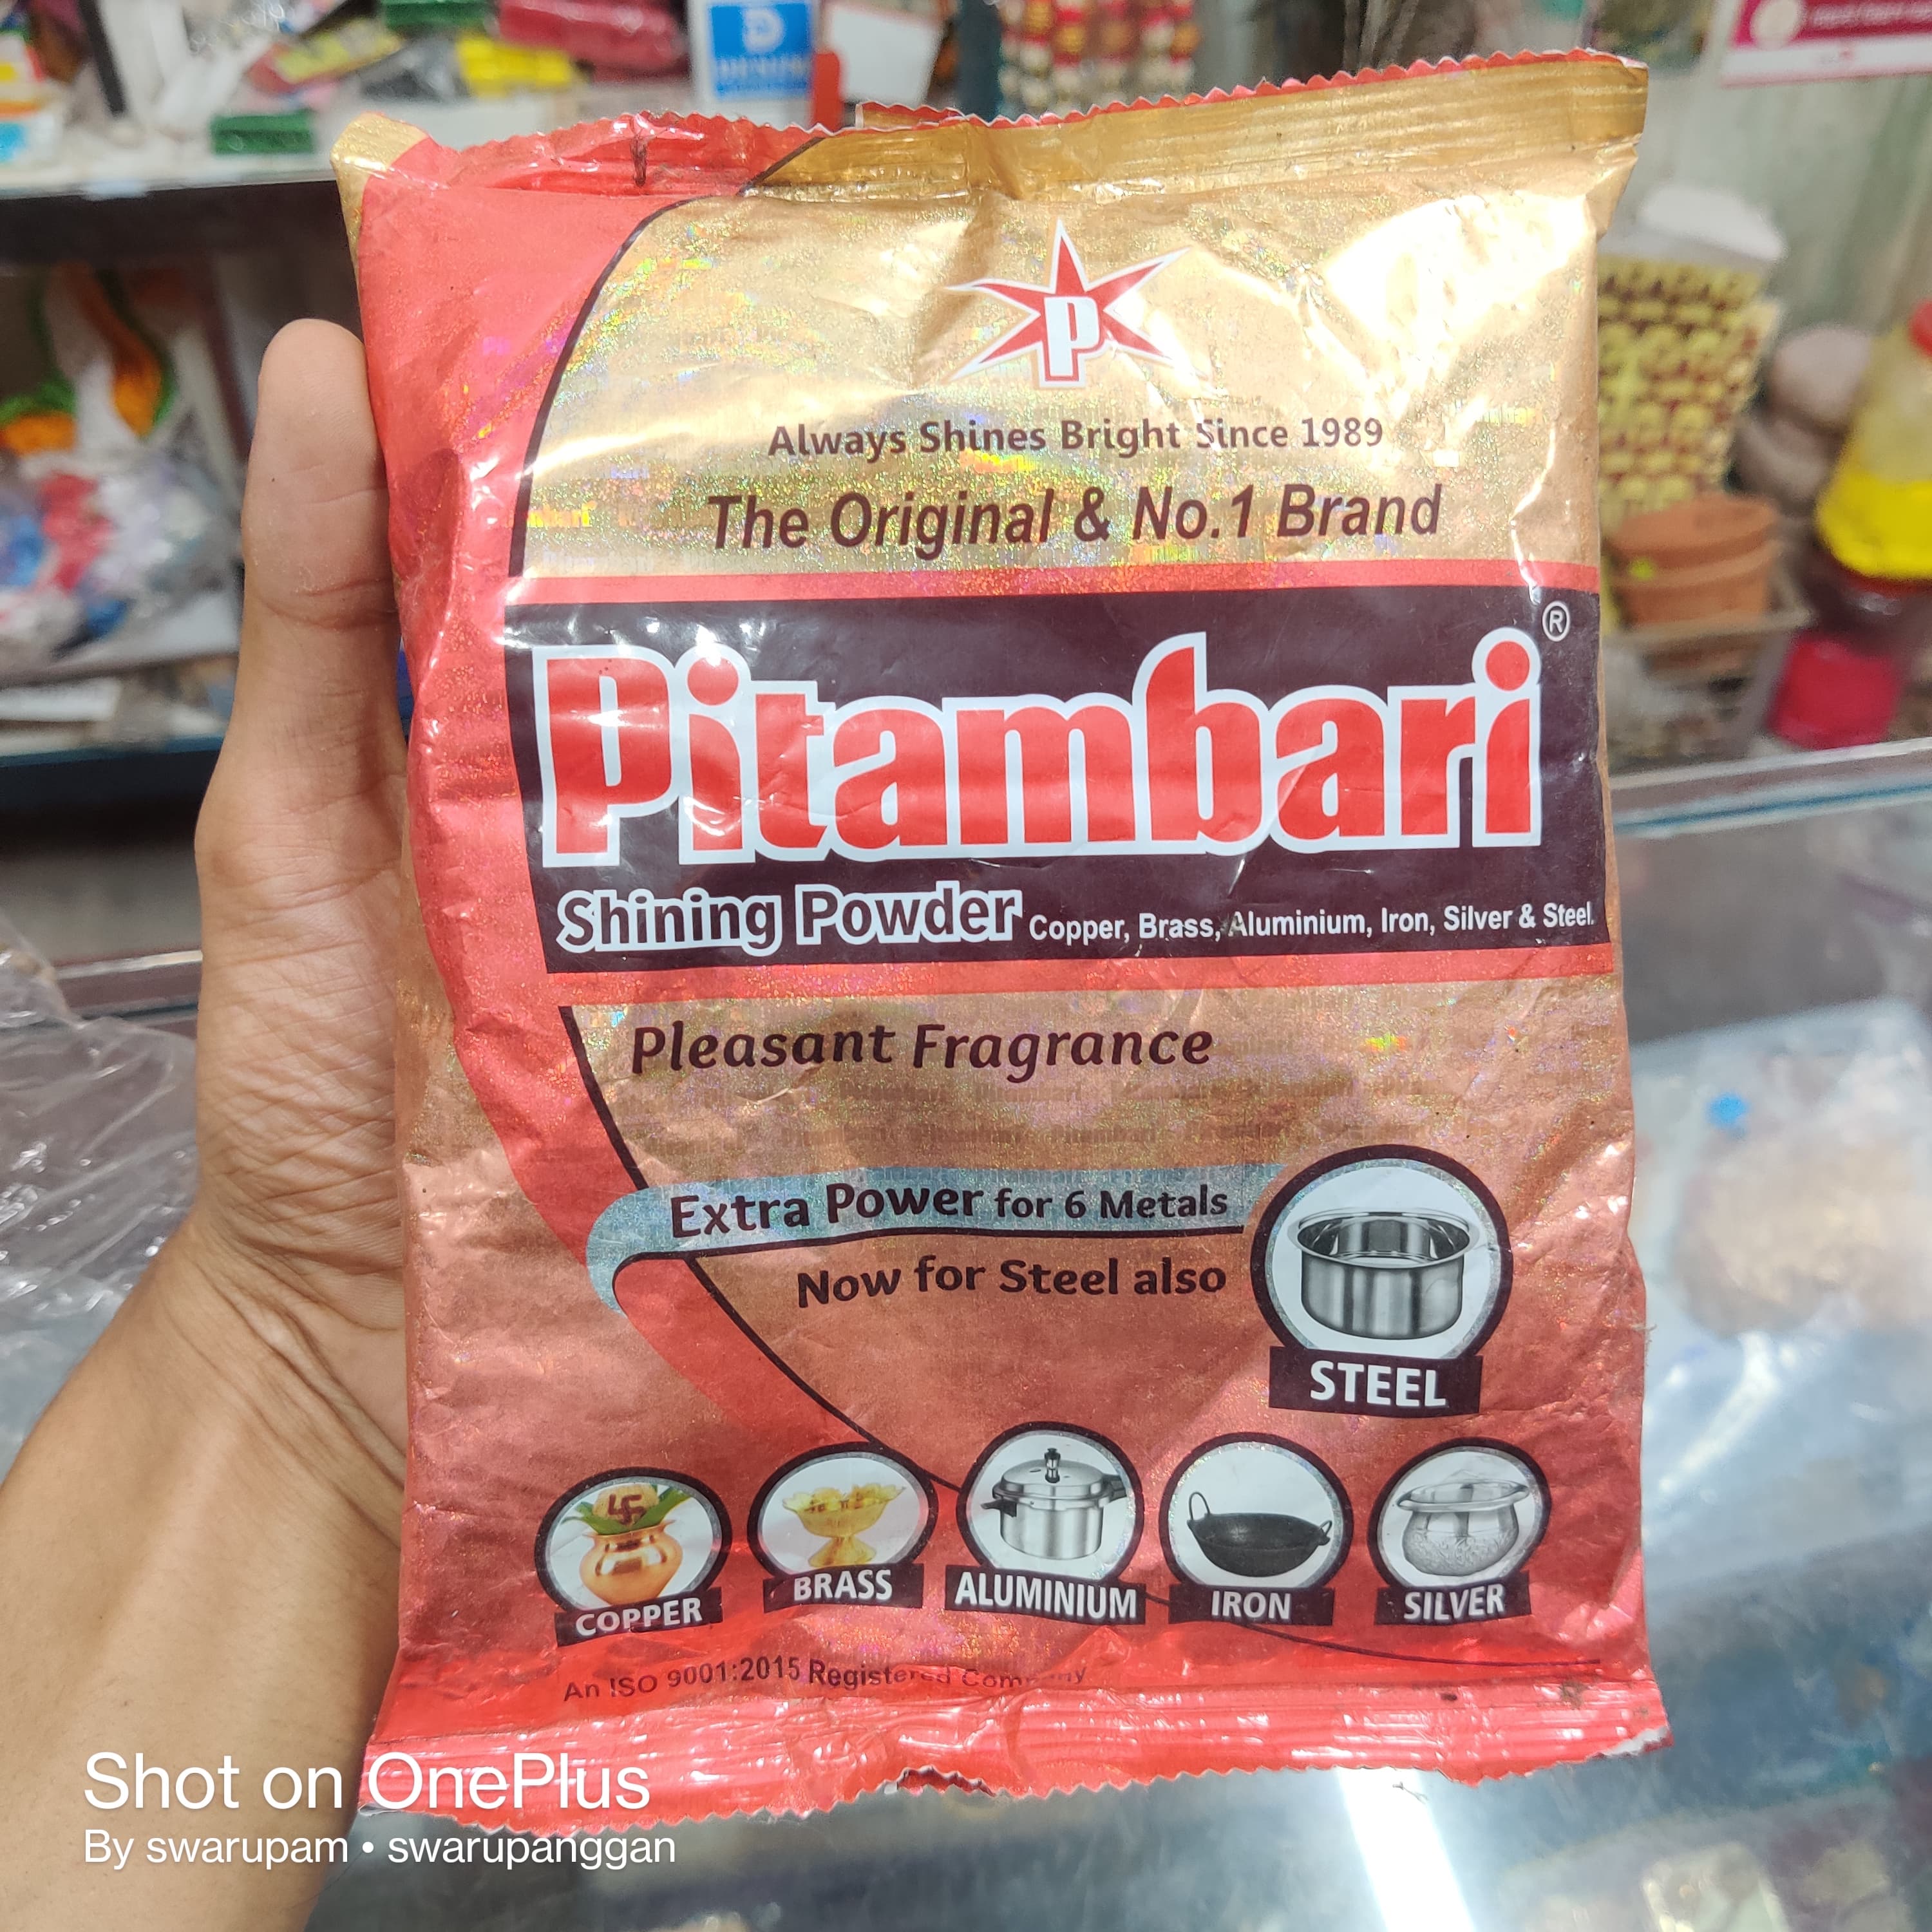 D
DENIM
P
Always Shines Bright Since 1989
The Original & No.1 Brand
Pitambari®
Shining Powder Copper, Brass, Aluminium, Iron, Silver & Steel.
Pleasant Fragrance
Extra Power for 6 Metals
Now for Steel also
STEEL
COPPER
BRASS
ALUMINIUM
IRON
SILVER
An ISO 9001:2015 Registered Company
Shot on OnePlus
By swarupam • swarupanggan